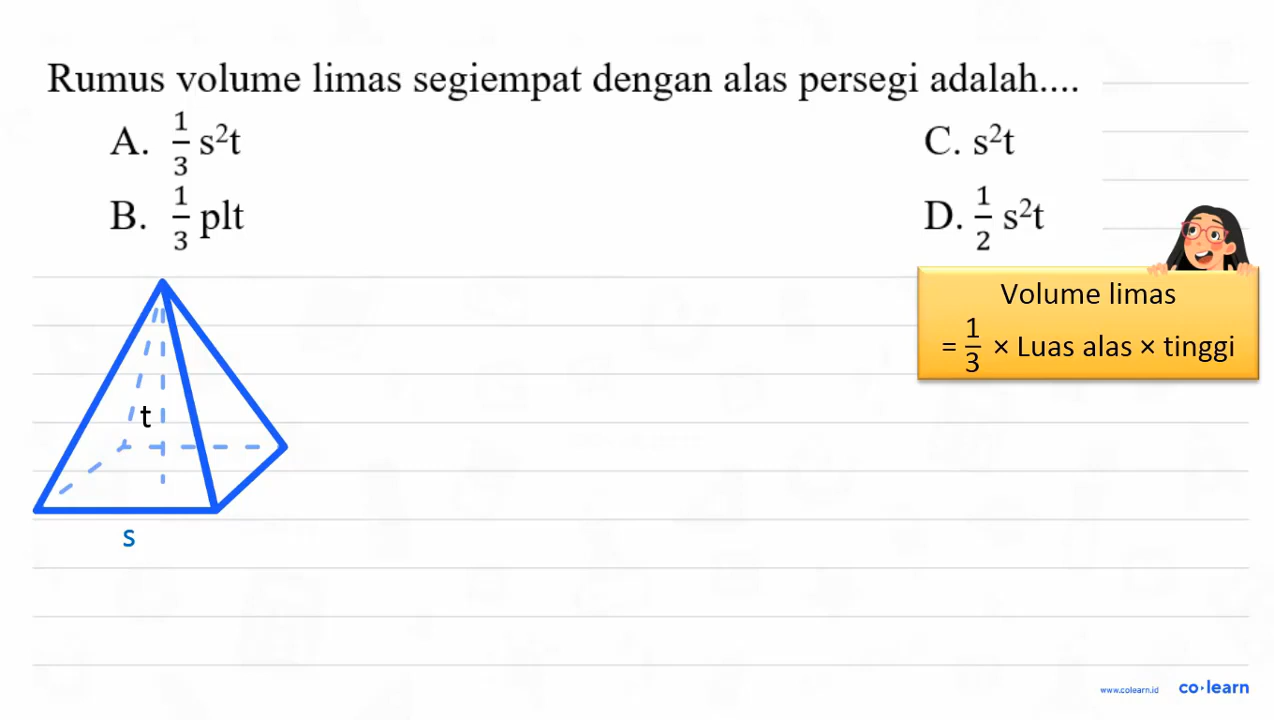 Rumus volume limas segiempat dengan alas persegi adalah....
A. 1/3 s²t
C. s²t
B. 1/3 plt
D. 1/2 s²t
Volume limas
= 1/3 × Luas alas × tinggi
t
s
www.colearn.id co·learn